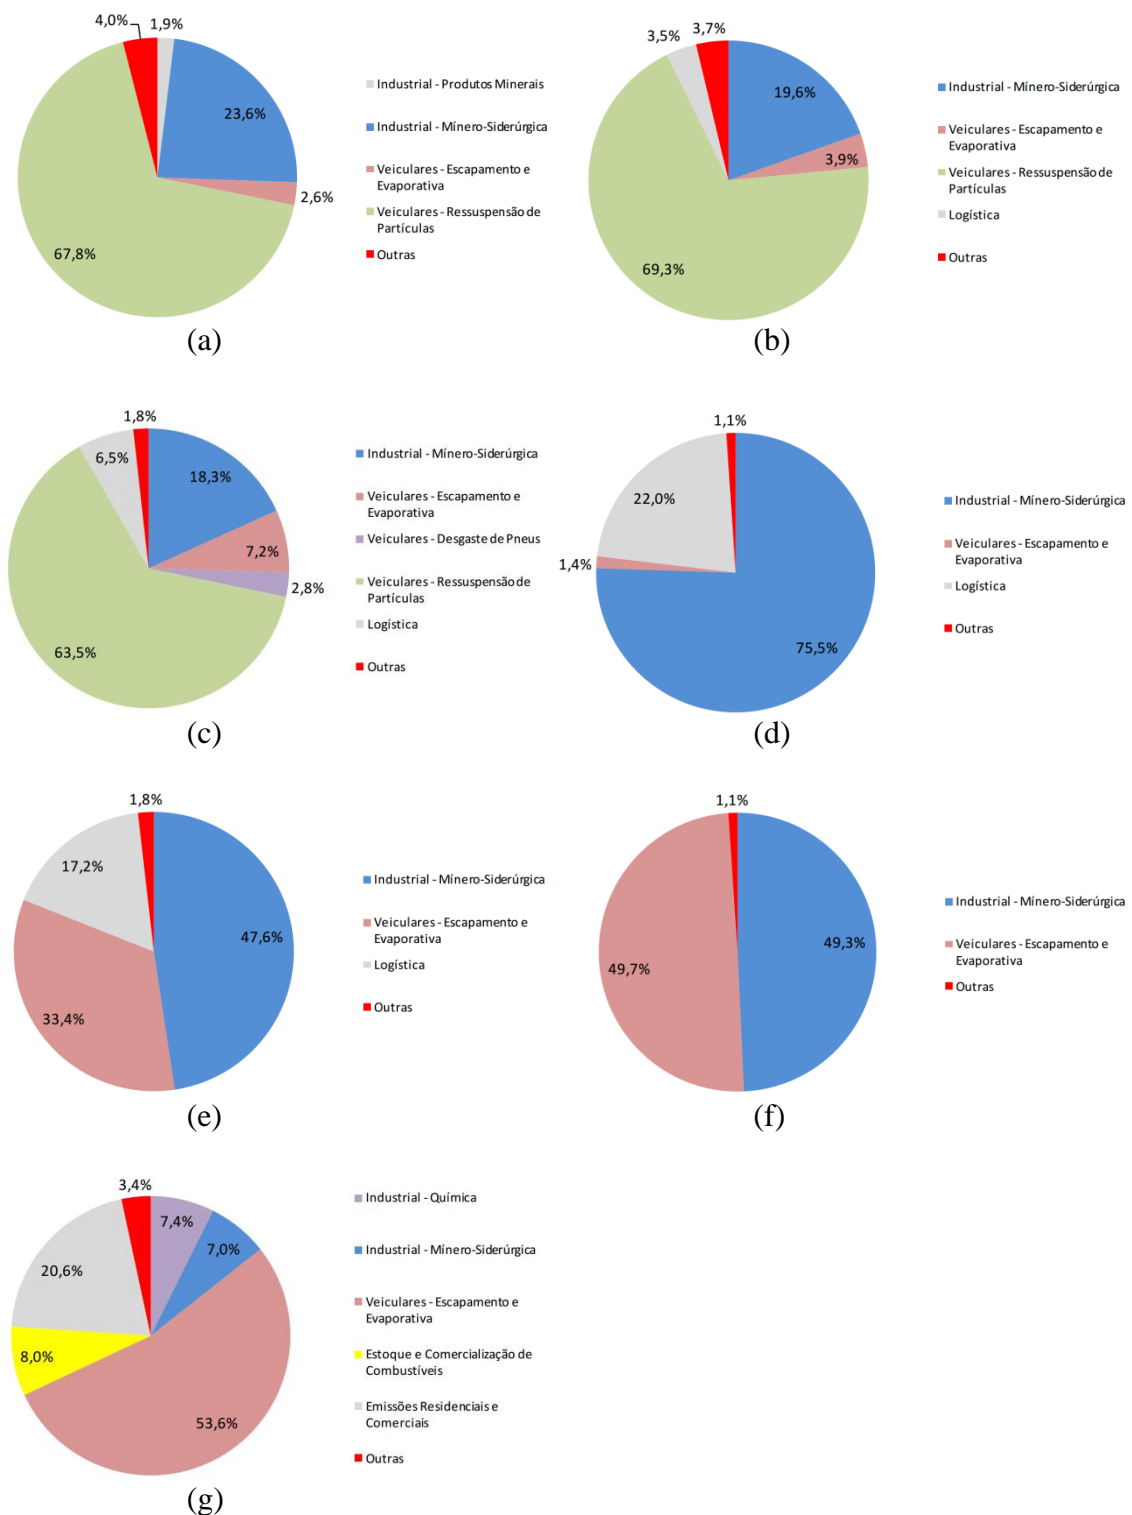 4,0%
1,9%
23,6%
2,6%
67,8%
Industrial - Produtos Minerais
Industrial - Mínero-Siderúrgica
Veiculares - Escapamento e
Evaporativa
Veiculares - Ressuspensão de
Partículas
Outras
(a)
3,5%
3,7%
19,6%
3,9%
69,3%
Industrial - Mínero-Siderúrgica
Veiculares - Escapamento e
Evaporativa
Veiculares - Ressuspensão de
Partículas
Logística
Outras
(b)
1,8%
6,5%
18,3%
7,2%
2,8%
63,5%
Industrial - Mínero-Siderúrgica
Veiculares - Escapamento e
Evaporativa
Veiculares - Desgaste de Pneus
Veiculares - Ressuspensão de
Partículas
Logística
Outras
(c)
1,1%
22,0%
1,4%
75,5%
Industrial - Mínero-Siderúrgica
Veiculares - Escapamento e
Evaporativa
Logística
Outras
(d)
1,8%
17,2%
47,6%
33,4%
Industrial - Mínero-Siderúrgica
Veiculares - Escapamento e
Evaporativa
Logística
Outras
(e)
1,1%
49,3%
49,7%
Industrial - Mínero-Siderúrgica
Veiculares - Escapamento e
Evaporativa
Outras
(f)
3,4%
7,4%
7,0%
20,6%
8,0%
53,6%
Industrial - Química
Industrial - Mínero-Siderúrgica
Veiculares - Escapamento e
Evaporativa
Estoque e Comercialização de
Combustíveis
Emissões Residenciais e
Comerciais
Outras
(g)